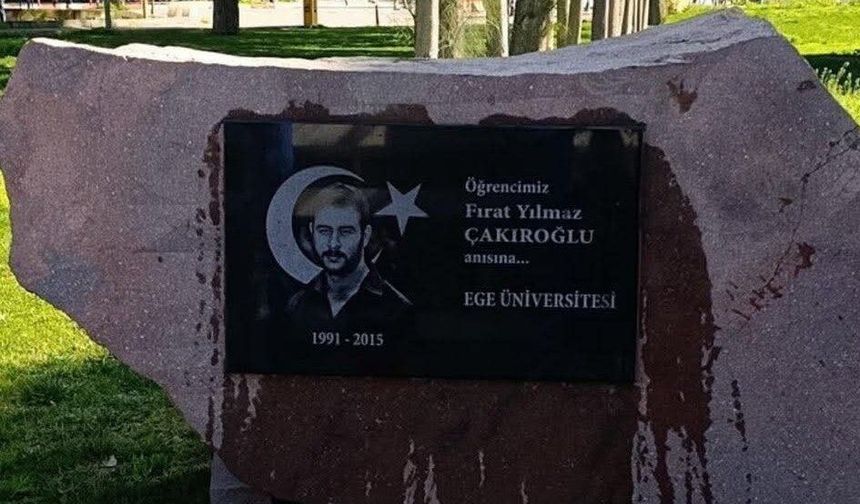 Öğrencimiz
Fırat Yılmaz
ÇAKIROĞLU
anısına...
EGE ÜNİVERSİTESİ
1991 - 2015